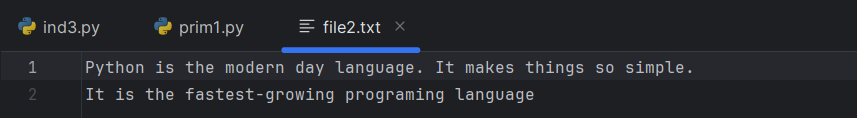 ind3.py prim1.py file2.txt
1 Python is the modern day language. It makes things so simple.
2 It is the fastest-growing programing language